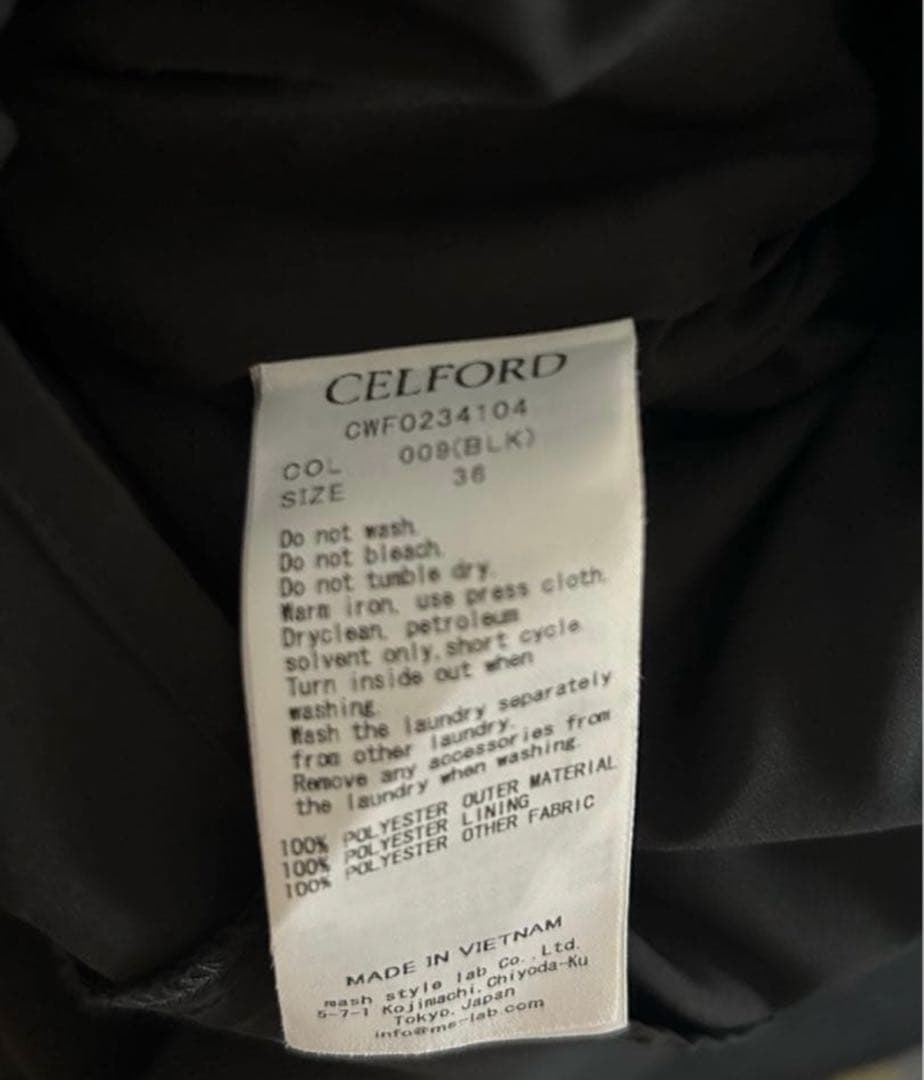 CELFORD
CWF0234104
COL 009(BLK)
SIZE 36
Do not wash.
Do not bleach.
Do not tumble dry.
Warm iron, use press cloth.
Dryclean, petroleum
solvent only, short cycle
Turn inside out when
washing.
Wash the laundry separately
from other laundry.
Remove any accessories from
the laundry when washing.
100% POLYESTER OUTER MATERIAL
100% POLYESTER LINING
100% POLYESTER OTHER FABRIC
MADE IN VIETNAM
mash style lab Co., Ltd.
5-7-1 Kojimachi, Chiyoda-Ku
Tokyo, Japan
info@ms-lab.com